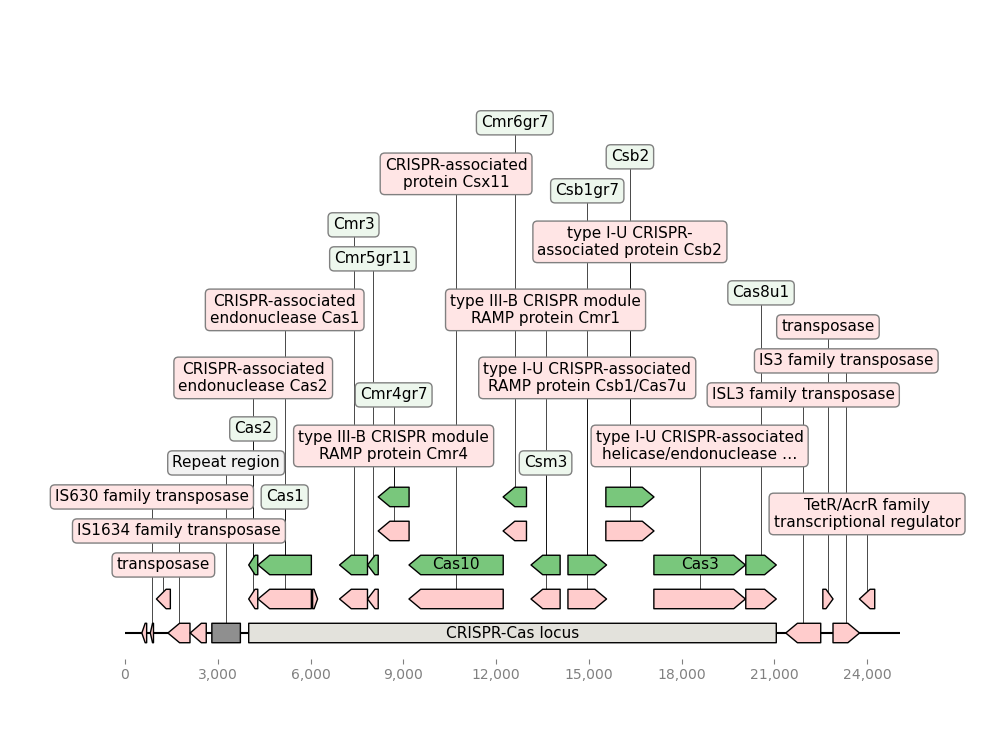 Cmr6gr7
Csb2
CRISPR-associated
protein Csx11
Csb1gr7
Cmr3
type I-U CRISPR-
associated protein Csb2
Cmr5gr11
Cas8u1
CRISPR-associated
endonuclease Cas1
type III-B CRISPR module
RAMP protein Cmr1
transposase
IS3 family transposase
CRISPR-associated
endonuclease Cas2
type I-U CRISPR-associated
RAMP protein Csb1/Cas7u
Cmr4gr7
ISL3 family transposase
Cas2
type III-B CRISPR module
RAMP protein Cmr4
type I-U CRISPR-associated
helicase/endonuclease ...
Repeat region
Csm3
IS630 family transposase
Cas1
TetR/AcrR family
transcriptional regulator
IS1634 family transposase
transposase
Cas10
Cas3
CRISPR-Cas locus
0
3,000
6,000
9,000
12,000
15,000
18,000
21,000
24,000